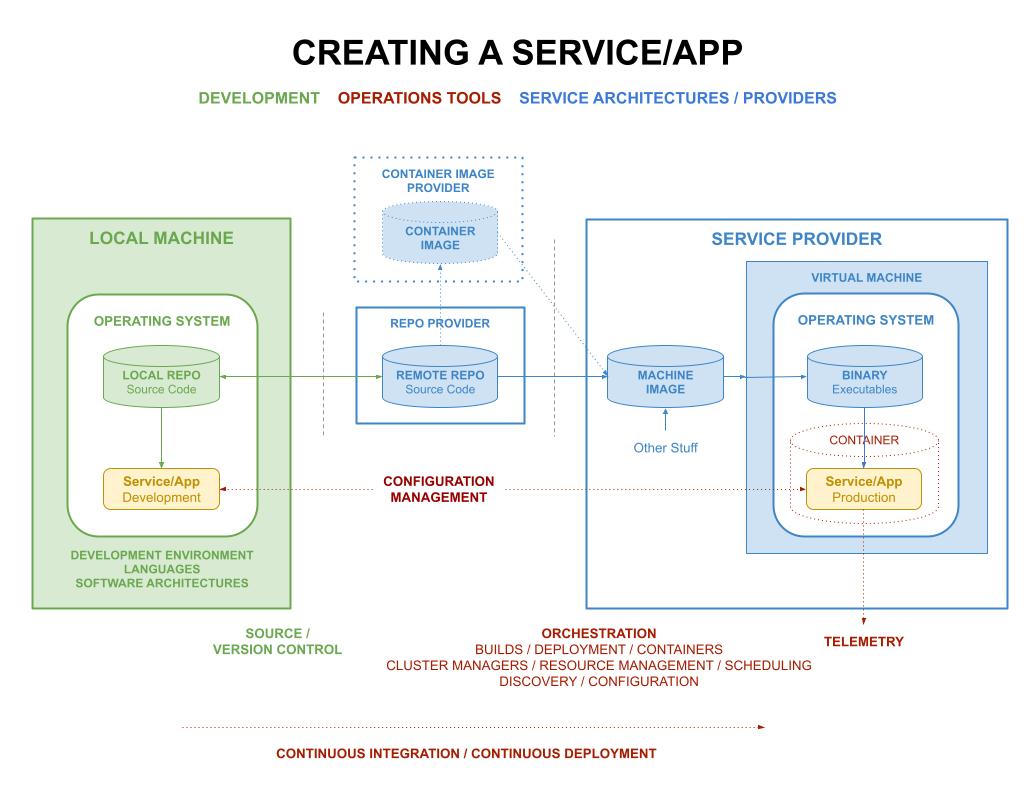 CREATING A SERVICE/APP
DEVELOPMENT OPERATIONS TOOLS SERVICE ARCHITECTURES / PROVIDERS
CONTAINER IMAGE
PROVIDER
CONTAINER
IMAGE
LOCAL MACHINE
OPERATING SYSTEM
LOCAL REPO
Source Code
Service/App
Development
DEVELOPMENT ENVIRONMENT
LANGUAGES
SOFTWARE ARCHITECTURES
REPO PROVIDER
REMOTE REPO
Source Code
CONFIGURATION
MANAGEMENT
SERVICE PROVIDER
MACHINE
IMAGE
Other Stuff
VIRTUAL MACHINE
OPERATING SYSTEM
BINARY
Executables
CONTAINER
Service/App
Production
SOURCE /
VERSION CONTROL
ORCHESTRATION
BUILDS / DEPLOYMENT / CONTAINERS
CLUSTER MANAGERS / RESOURCE MANAGEMENT / SCHEDULING
DISCOVERY / CONFIGURATION
TELEMETRY
CONTINUOUS INTEGRATION / CONTINUOUS DEPLOYMENT